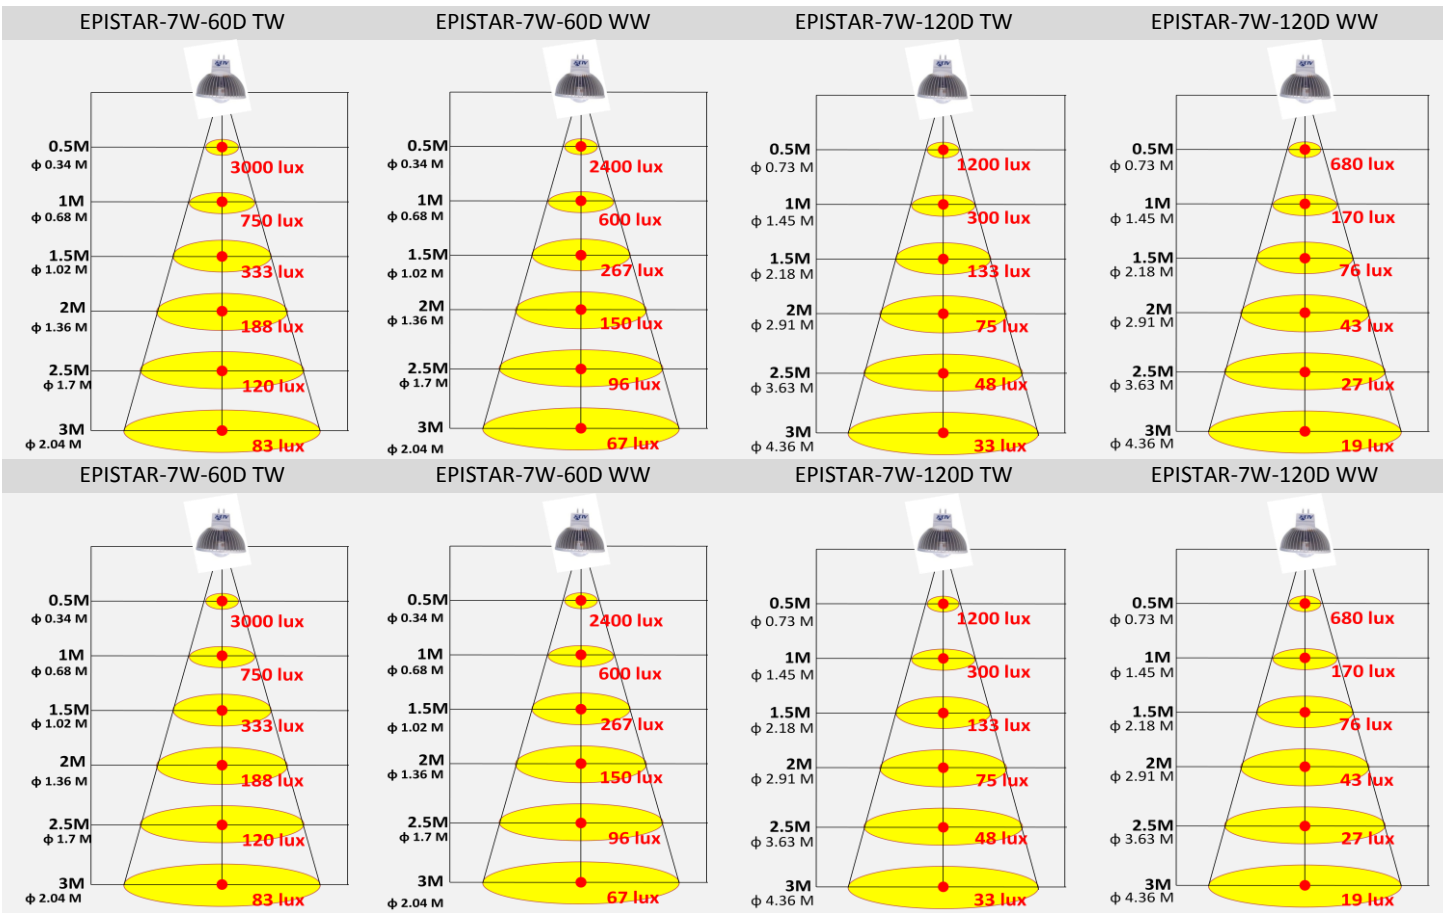 EPISTAR-7W-60D TW
0.5M
ɸ 0.34 M
3000 lux
1M
ɸ 0.68 M
750 lux
1.5M
ɸ 1.02 M
333 lux
2M
ɸ 1.36 M
188 lux
2.5M
ɸ 1.7 M
120 lux
3M
ɸ 2.04 M
83 lux
EPISTAR-7W-60D WW
0.5M
ɸ 0.34 M
2400 lux
1M
ɸ 0.68 M
600 lux
1.5M
ɸ 1.02 M
267 lux
2M
ɸ 1.36 M
150 lux
2.5M
ɸ 1.7 M
96 lux
3M
ɸ 2.04 M
67 lux
EPISTAR-7W-120D TW
0.5M
ɸ 0.73 M
1200 lux
1M
ɸ 1.45 M
300 lux
1.5M
ɸ 2.18 M
133 lux
2M
ɸ 2.91 M
75 lux
2.5M
ɸ 3.63 M
48 lux
3M
ɸ 4.36 M
33 lux
EPISTAR-7W-120D WW
0.5M
ɸ 0.73 M
680 lux
1M
ɸ 1.45 M
170 lux
1.5M
ɸ 2.18 M
76 lux
2M
ɸ 2.91 M
43 lux
2.5M
ɸ 3.63 M
27 lux
3M
ɸ 4.36 M
19 lux
EPISTAR-7W-60D TW
0.5M
ɸ 0.34 M
3000 lux
1M
ɸ 0.68 M
750 lux
1.5M
ɸ 1.02 M
333 lux
2M
ɸ 1.36 M
188 lux
2.5M
ɸ 1.7 M
120 lux
3M
ɸ 2.04 M
83 lux
EPISTAR-7W-60D WW
0.5M
ɸ 0.34 M
2400 lux
1M
ɸ 0.68 M
600 lux
1.5M
ɸ 1.02 M
267 lux
2M
ɸ 1.36 M
150 lux
2.5M
ɸ 1.7 M
96 lux
3M
ɸ 2.04 M
67 lux
EPISTAR-7W-120D TW
0.5M
ɸ 0.73 M
1200 lux
1M
ɸ 1.45 M
300 lux
1.5M
ɸ 2.18 M
133 lux
2M
ɸ 2.91 M
75 lux
2.5M
ɸ 3.63 M
48 lux
3M
ɸ 4.36 M
33 lux
EPISTAR-7W-120D WW
0.5M
ɸ 0.73 M
680 lux
1M
ɸ 1.45 M
170 lux
1.5M
ɸ 2.18 M
76 lux
2M
ɸ 2.91 M
43 lux
2.5M
ɸ 3.63 M
27 lux
3M
ɸ 4.36 M
19 lux